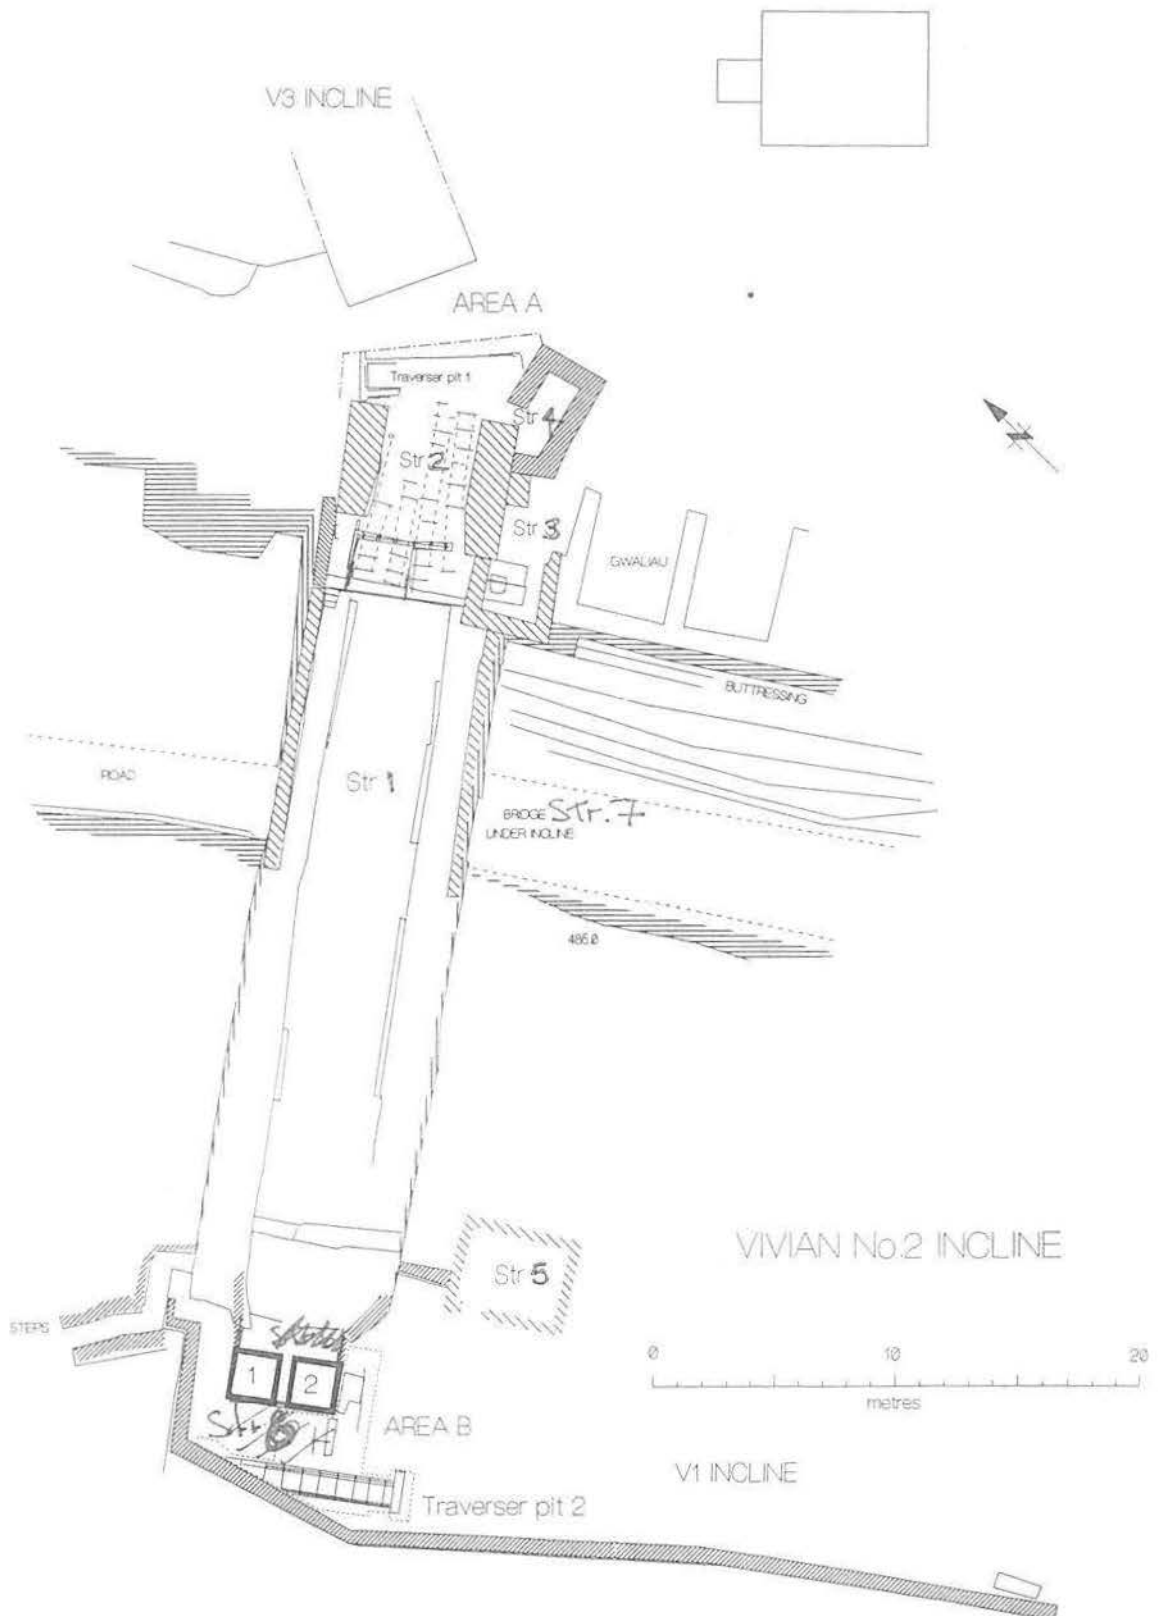 V3 INCLINE
AREA A
Traverser pit 1
Str 4
Str 2
Str 3
GWALIAU
BUTTRESSING
ROAD
Str 1
BRIDGE Str. 7
UNDER INCLINE
485.0
VIVIAN No.2 INCLINE
Str 5
STEPS
0 10 20
metres
1 2
Str 6
AREA B
V1 INCLINE
Traverser pit 2